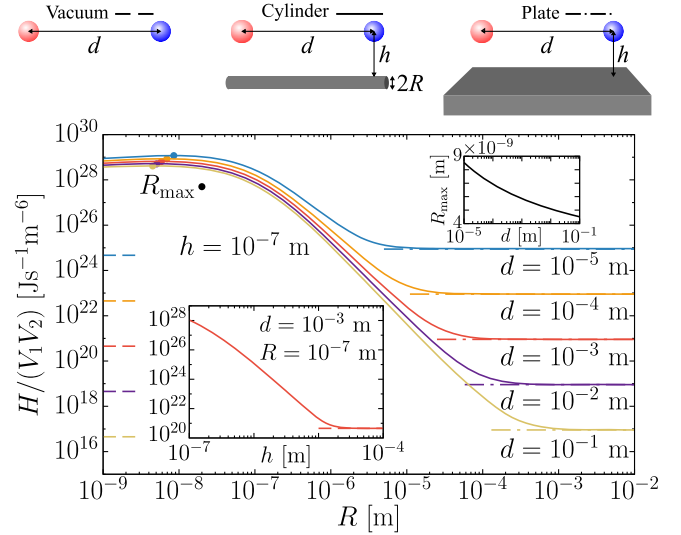 Vacuum — — Cylinder —— Plate —·—·
d d d
h h
2R
10^30
10^28
10^26
10^24
10^22
10^20
10^18
10^16
H/(V₁V₂) [Js⁻¹m⁻⁶]
R_max
h = 10⁻⁷ m
9×10⁻⁹
4
R_max [m]
10⁻⁵ d [m] 10⁻¹
d = 10⁻⁵ m
d = 10⁻⁴ m
d = 10⁻³ m
d = 10⁻² m
d = 10⁻¹ m
10^28
10^26
10^24
10^22
10^20
d = 10⁻³ m
R = 10⁻⁷ m
10⁻⁷ h [m] 10⁻⁴
10⁻⁹ 10⁻⁸ 10⁻⁷ 10⁻⁶ 10⁻⁵ 10⁻⁴ 10⁻³ 10⁻²
R [m]